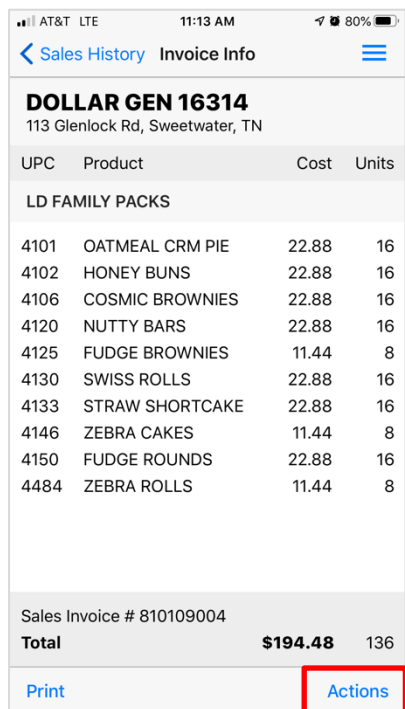 AT&T LTE 11:13 AM 80%
Sales History Invoice Info
DOLLAR GEN 16314
113 Glenlock Rd, Sweetwater, TN
UPC Product Cost Units
LD FAMILY PACKS
4101 OATMEAL CRM PIE 22.88 16
4102 HONEY BUNS 22.88 16
4106 COSMIC BROWNIES 22.88 16
4120 NUTTY BARS 22.88 16
4125 FUDGE BROWNIES 11.44 8
4130 SWISS ROLLS 22.88 16
4133 STRAW SHORTCAKE 22.88 16
4146 ZEBRA CAKES 11.44 8
4150 FUDGE ROUNDS 22.88 16
4484 ZEBRA ROLLS 11.44 8
Sales Invoice # 810109004
Total $194.48 136
Print Actions